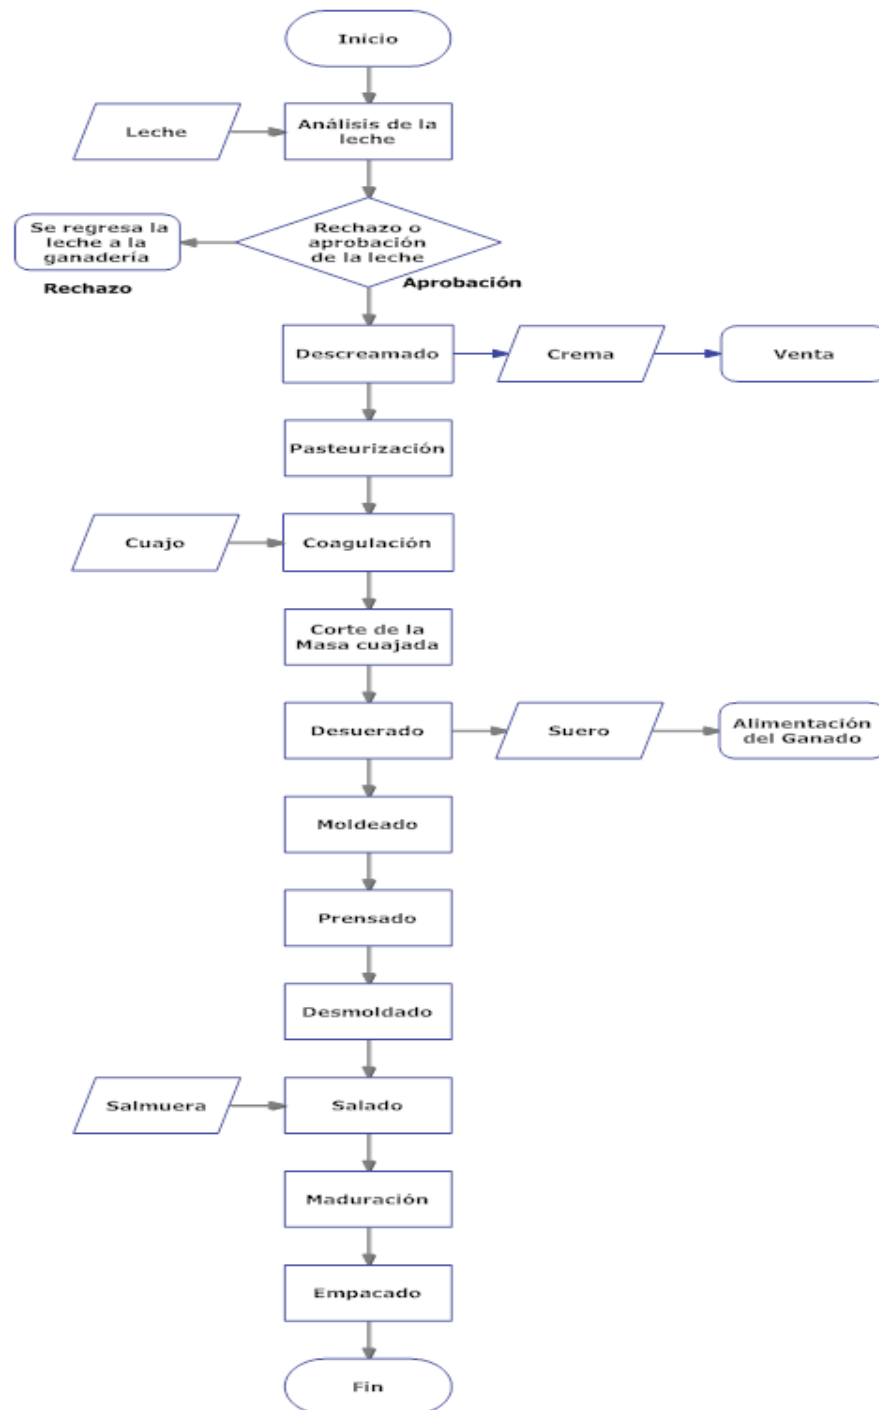 Inicio
Leche
Análisis de la
leche
Rechazo o
aprobación
de la leche
Se regresa la
leche a la
ganadería
Rechazo
Aprobación
Descreamado
Crema
Venta
Pasteurización
Cuajo
Coagulación
Corte de la
Masa cuajada
Desuerado
Suero
Alimentación
del Ganado
Moldeado
Prensado
Desmoldado
Salmuera
Salado
Maduración
Empacado
Fin